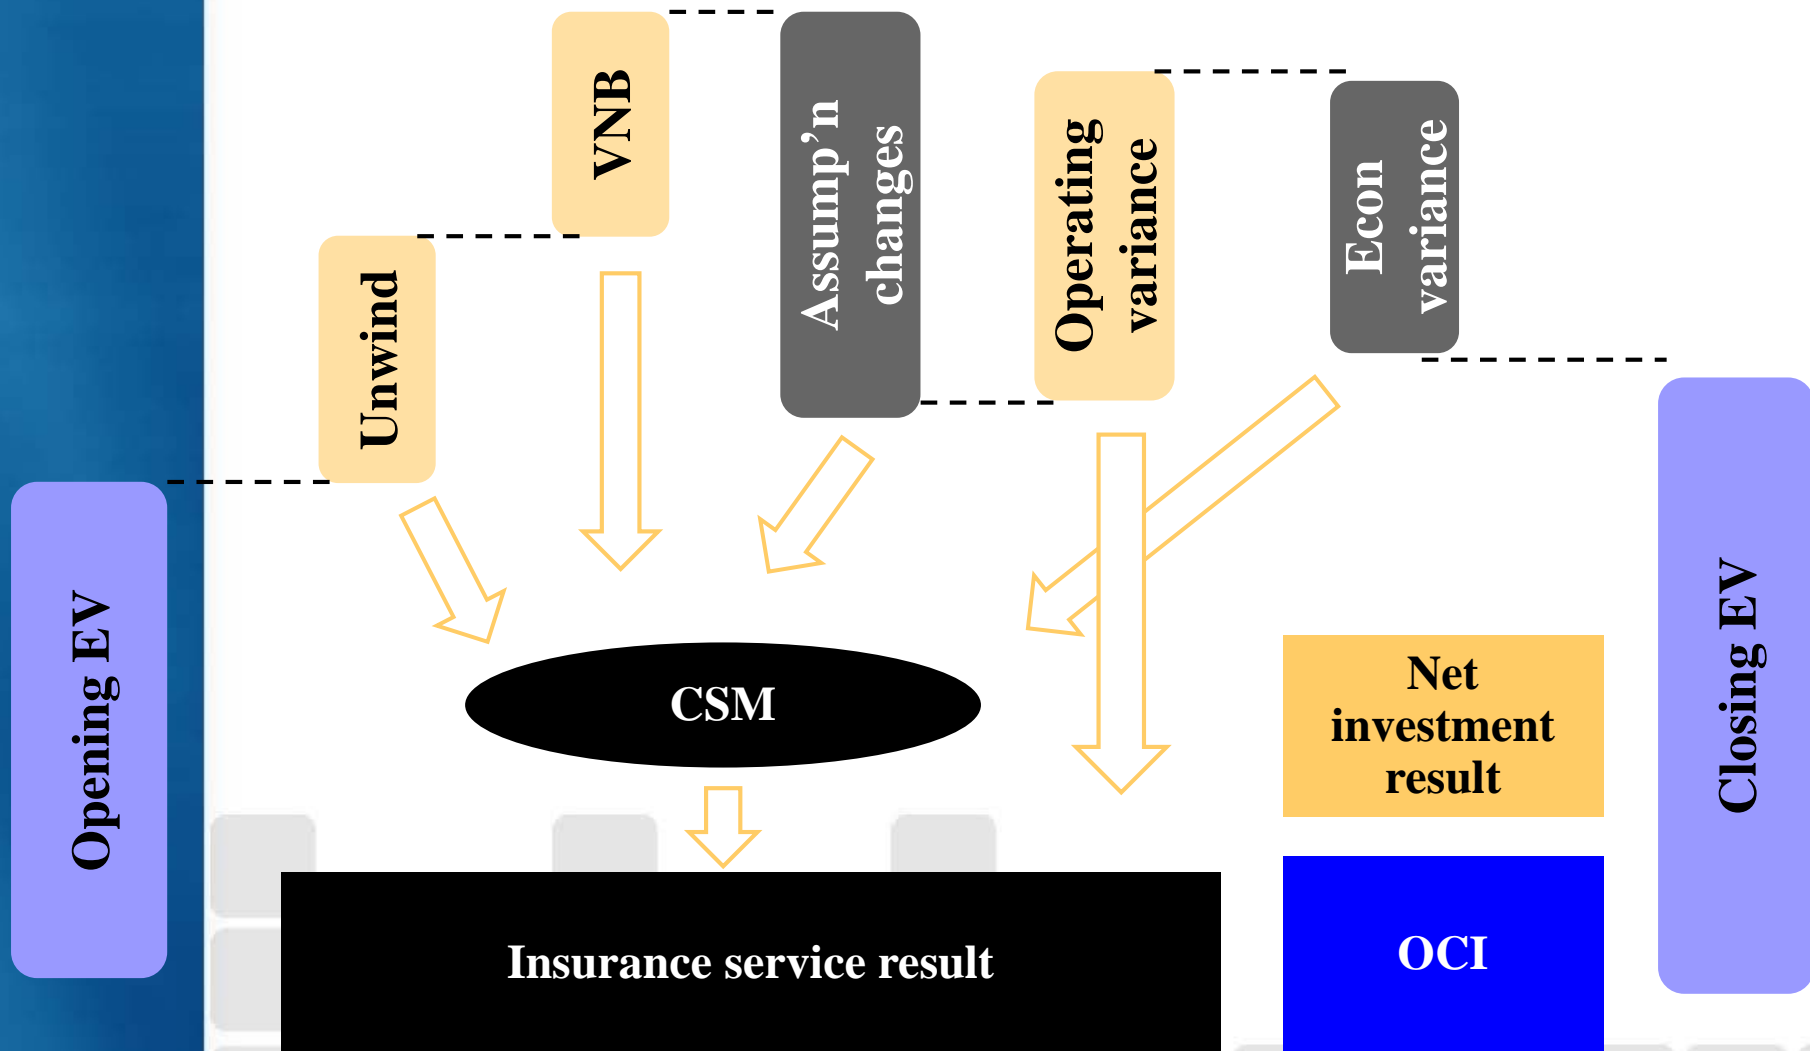 Opening EV
Unwind
VNB
Assump’n
changes
Operating
variance
Econ
variance
Closing EV
CSM
Net
investment
result
Insurance service result
OCI